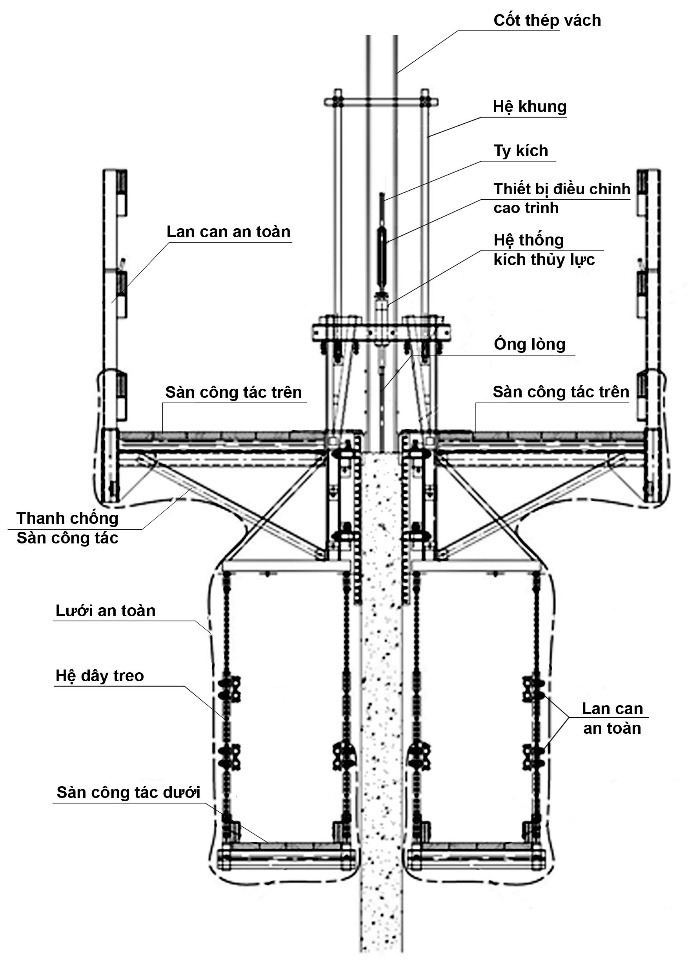 Cốt thép vách
Hệ khung
Ty kích
Thiết bị điều chỉnh
cao trình
Lan can an toàn
Hệ thống
kích thủy lực
Ống lòng
Sàn công tác trên
Sàn công tác trên
Thanh chống
Sàn công tác
Lưới an toàn
Hệ dây treo
Lan can
an toàn
Sàn công tác dưới